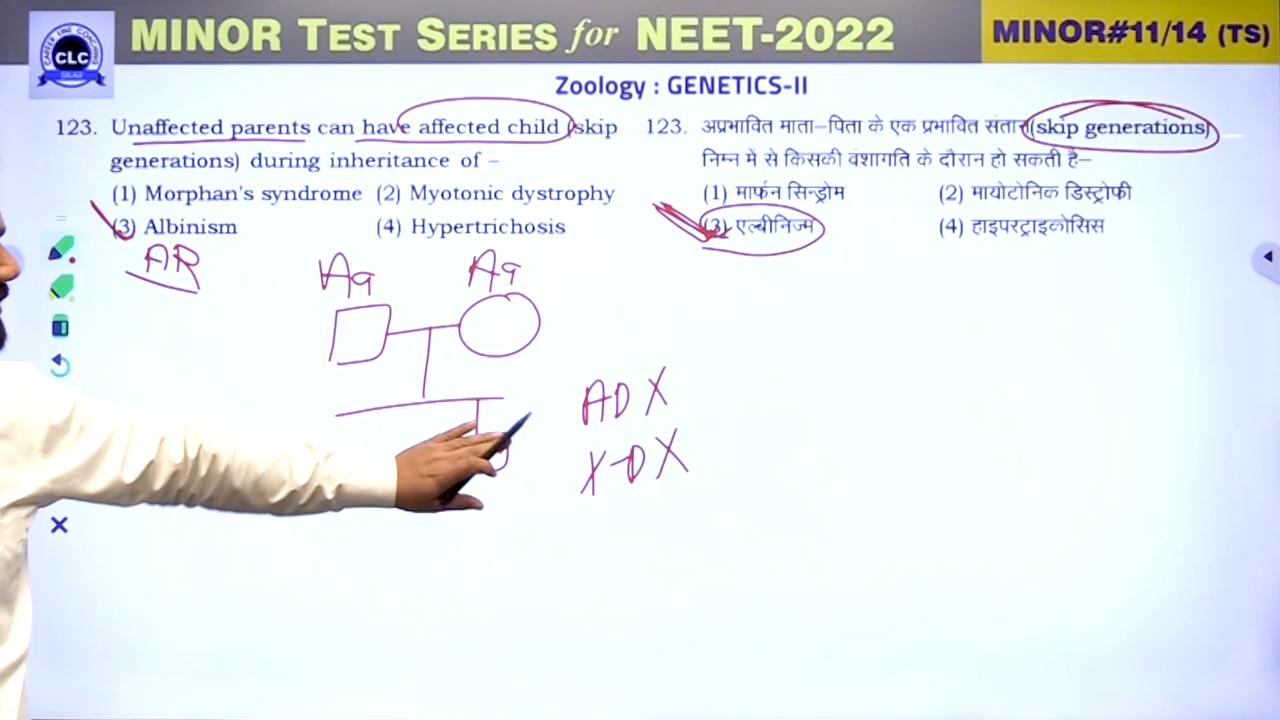 MINOR TEST SERIES for NEET-2022
MINOR#11/14 (TS)
CLC
Zoology : GENETICS-II
123. Unaffected parents can have affected child (skip
generations) during inheritance of –
(1) Morphan's syndrome (2) Myotonic dystrophy
(3) Albinism (4) Hypertrichosis
AR
Aa Aa
AD X
X-D X
123. अप्रभावित माता–पिता के एक प्रभावित संतान (skip generations)
निम्न में से किसकी वंशागति के दौरान हो सकती है–
(1) मार्फन सिन्ड्रोम (2) मायोटोनिक डिस्ट्रोफी
(3) एल्बीनिज्म (4) हाइपरट्राइकोसिस